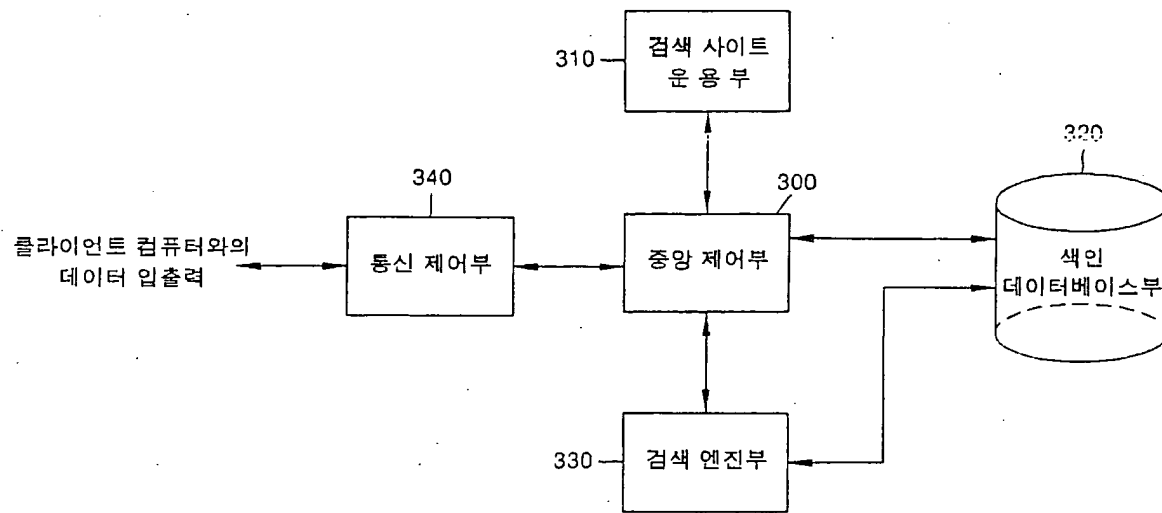 검색 사이트
운 용 부
310
320
340
300
클라이언트 컴퓨터와의
데이터 입출력
통신 제어부
중앙 제어부
색인
데이터베이스부
330
검색 엔진부